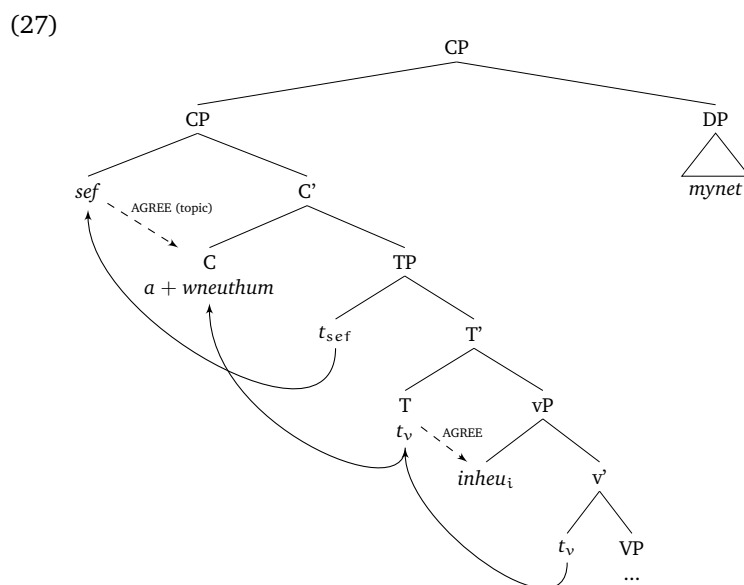 (27)
CP
CP DP
sef C' mynet
AGREE (topic)
C TP
a + wneuthum
t_sef T'
T vP
t_v AGREE
inheu_i v'
t_v VP
...